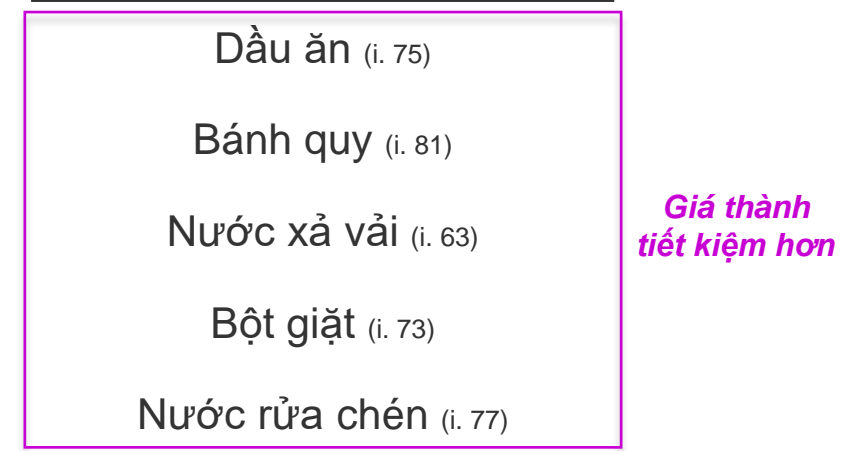 Dầu ăn (i. 75)
Bánh quy (i. 81)
Nước xả vải (i. 63)
Bột giặt (i. 73)
Nước rửa chén (i. 77)
Giá thành
tiết kiệm hơn